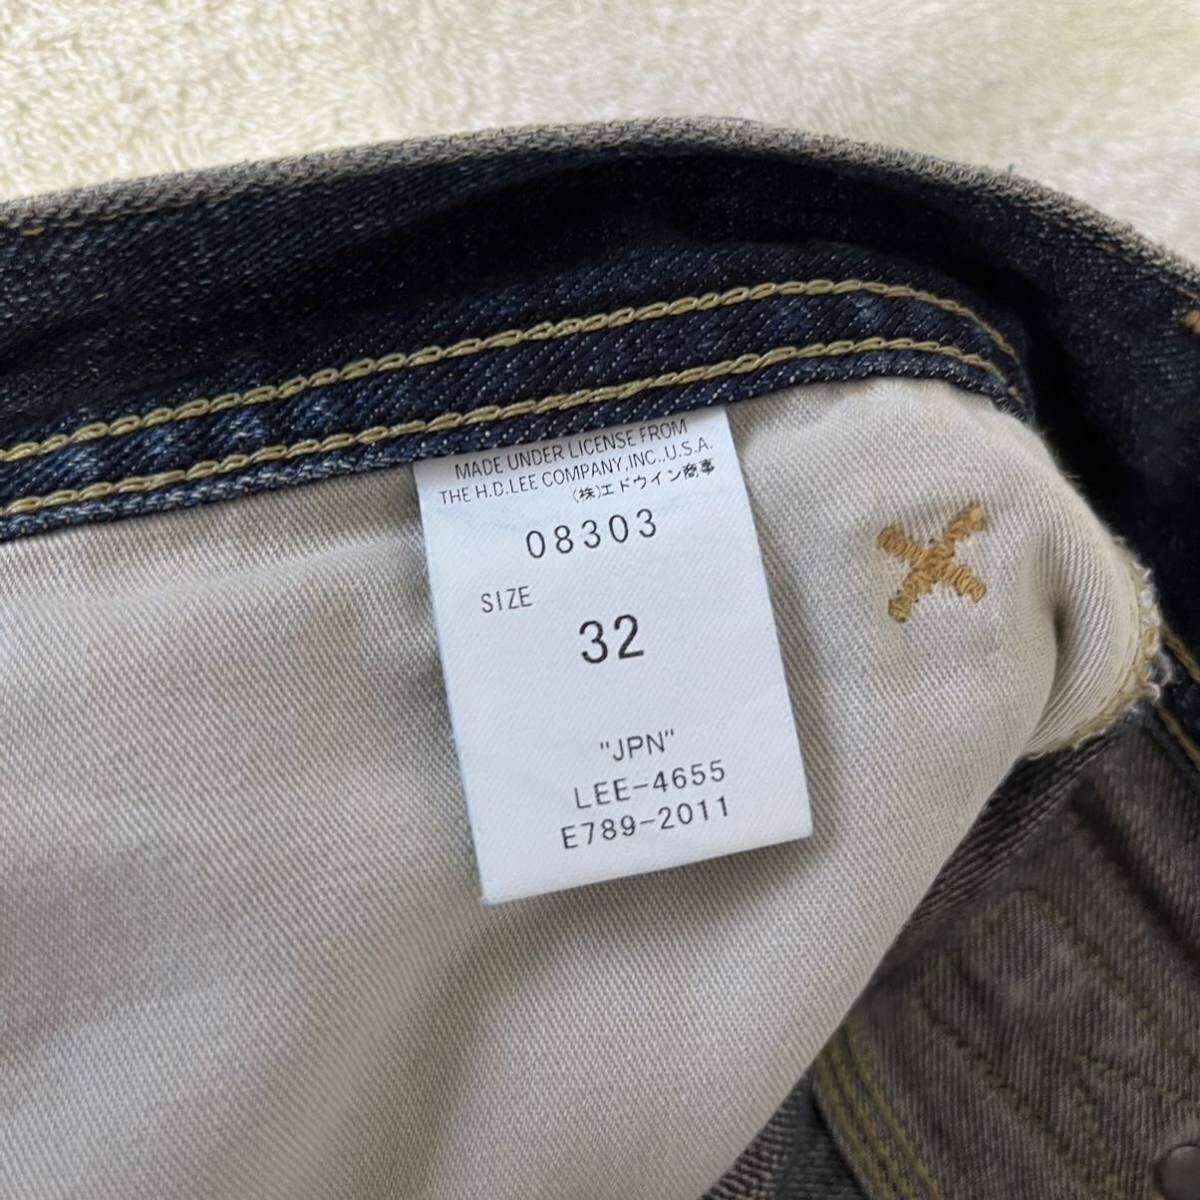 MADE UNDER LICENSE FROM
THE H.D.LEE COMPANY,INC.,U.S.A.
(株)エドウイン商事
08303
SIZE
32
"JPN"
LEE-4655
E789-2011